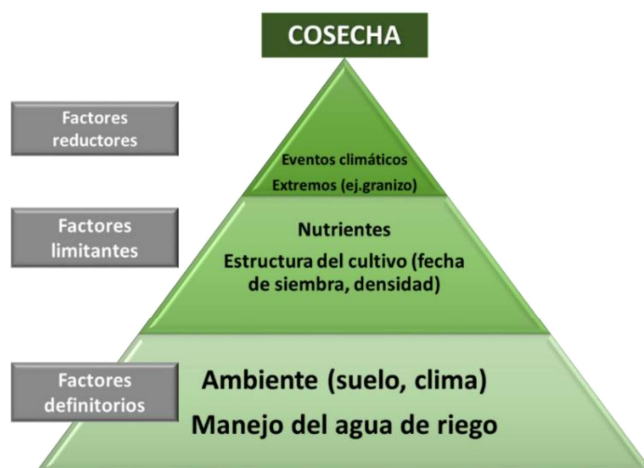 COSECHA
Factores
reductores
Eventos climáticos
Extremos (ej.granizo)
Factores
limitantes
Nutrientes
Estructura del cultivo (fecha
de siembra, densidad)
Factores
definitorios
Ambiente (suelo, clima)
Manejo del agua de riego